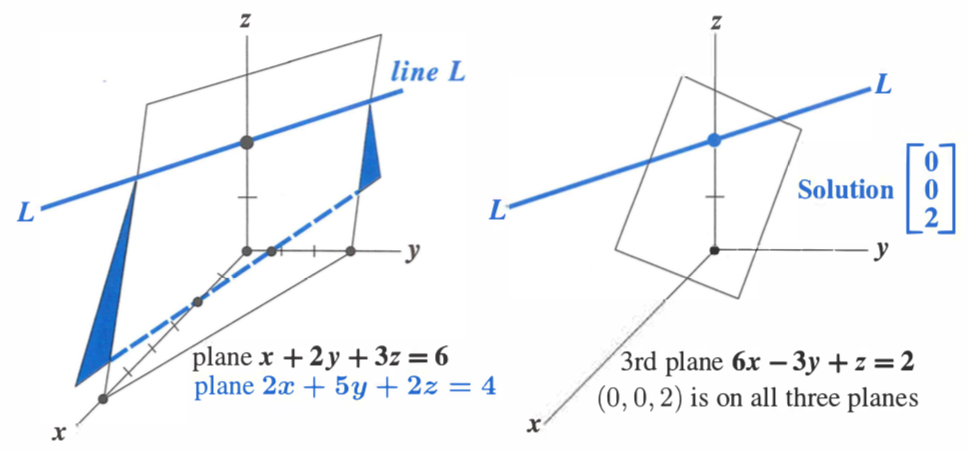 z
line L
L
y
x
plane x + 2y + 3z = 6
plane 2x + 5y + 2z = 4
z
L
L
Solution [0 0 2]
y
x
3rd plane 6x − 3y + z = 2
(0, 0, 2) is on all three planes